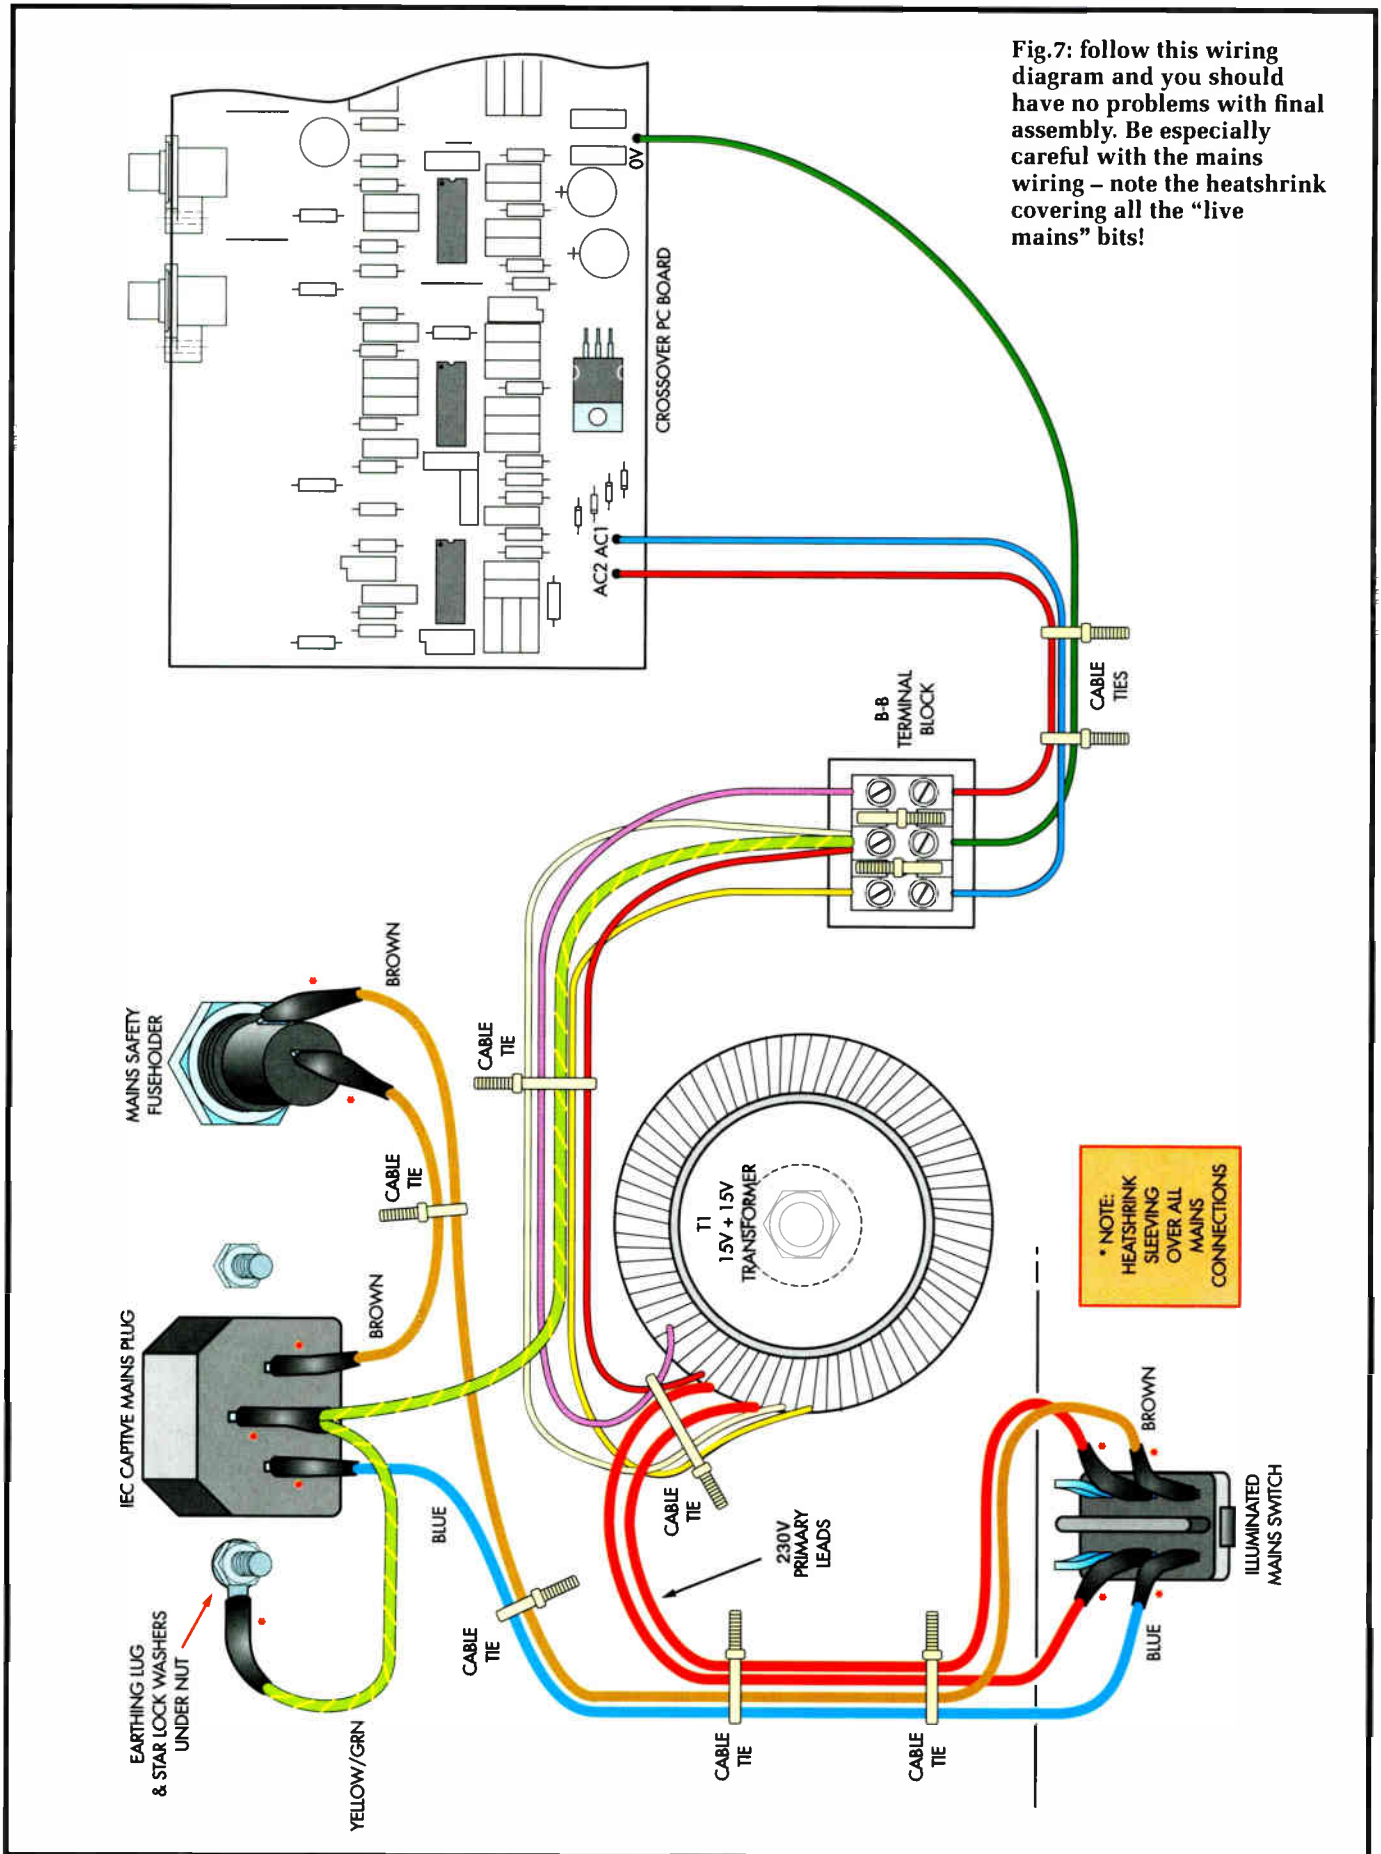 Fig.7: follow this wiring
diagram and you should
have no problems with final
assembly. Be especially
careful with the mains
wiring – note the heatshrink
covering all the “live
mains” bits!
0V
CROSSOVER PC BOARD
AC2 AC1
CABLE
TIES
B-B
TERMINAL
BLOCK
MAINS SAFETY
FUSEHOLDER
BROWN
CABLE
TIE
CABLE
TIE
T1
15V + 15V
TRANSFORMER
IEC CAPTIVE MAINS PLUG
BROWN
BLUE
EARTHING LUG
& STAR LOCK WASHERS
UNDER NUT
YELLOW/GRN
CABLE
TIE
CABLE
TIE
230V
PRIMARY
LEADS
CABLE
TIE
CABLE
TIE
* NOTE:
HEATSHRINK
SLEEVING
OVER ALL
MAINS
CONNECTIONS
BROWN
BLUE
ILLUMINATED
MAINS SWITCH